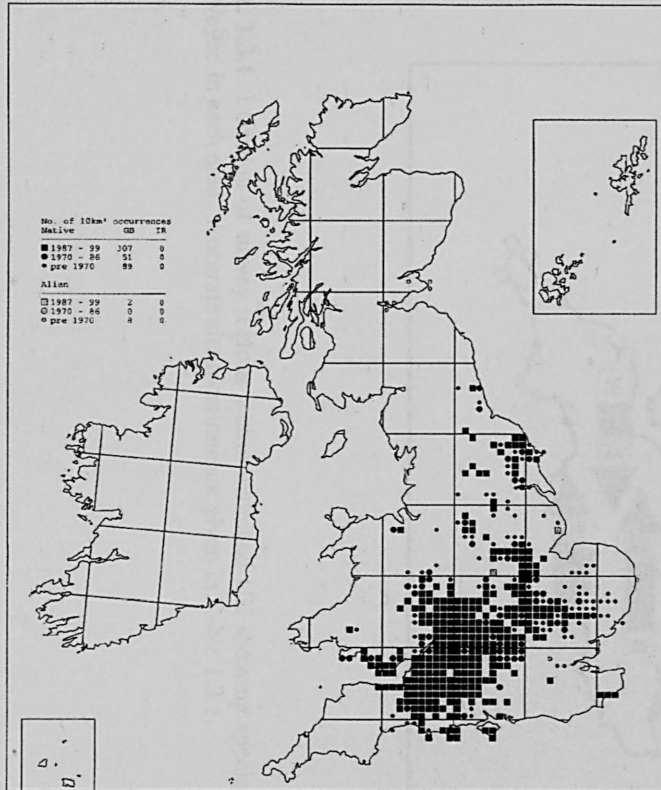 No. of 10km² occurrences
Native GB IR
1987 - 99 307 0
1970 - 86 51 0
pre 1970 89 0
Alien
1987 - 99 2 0
1970 - 86 0 0
pre 1970 8 0